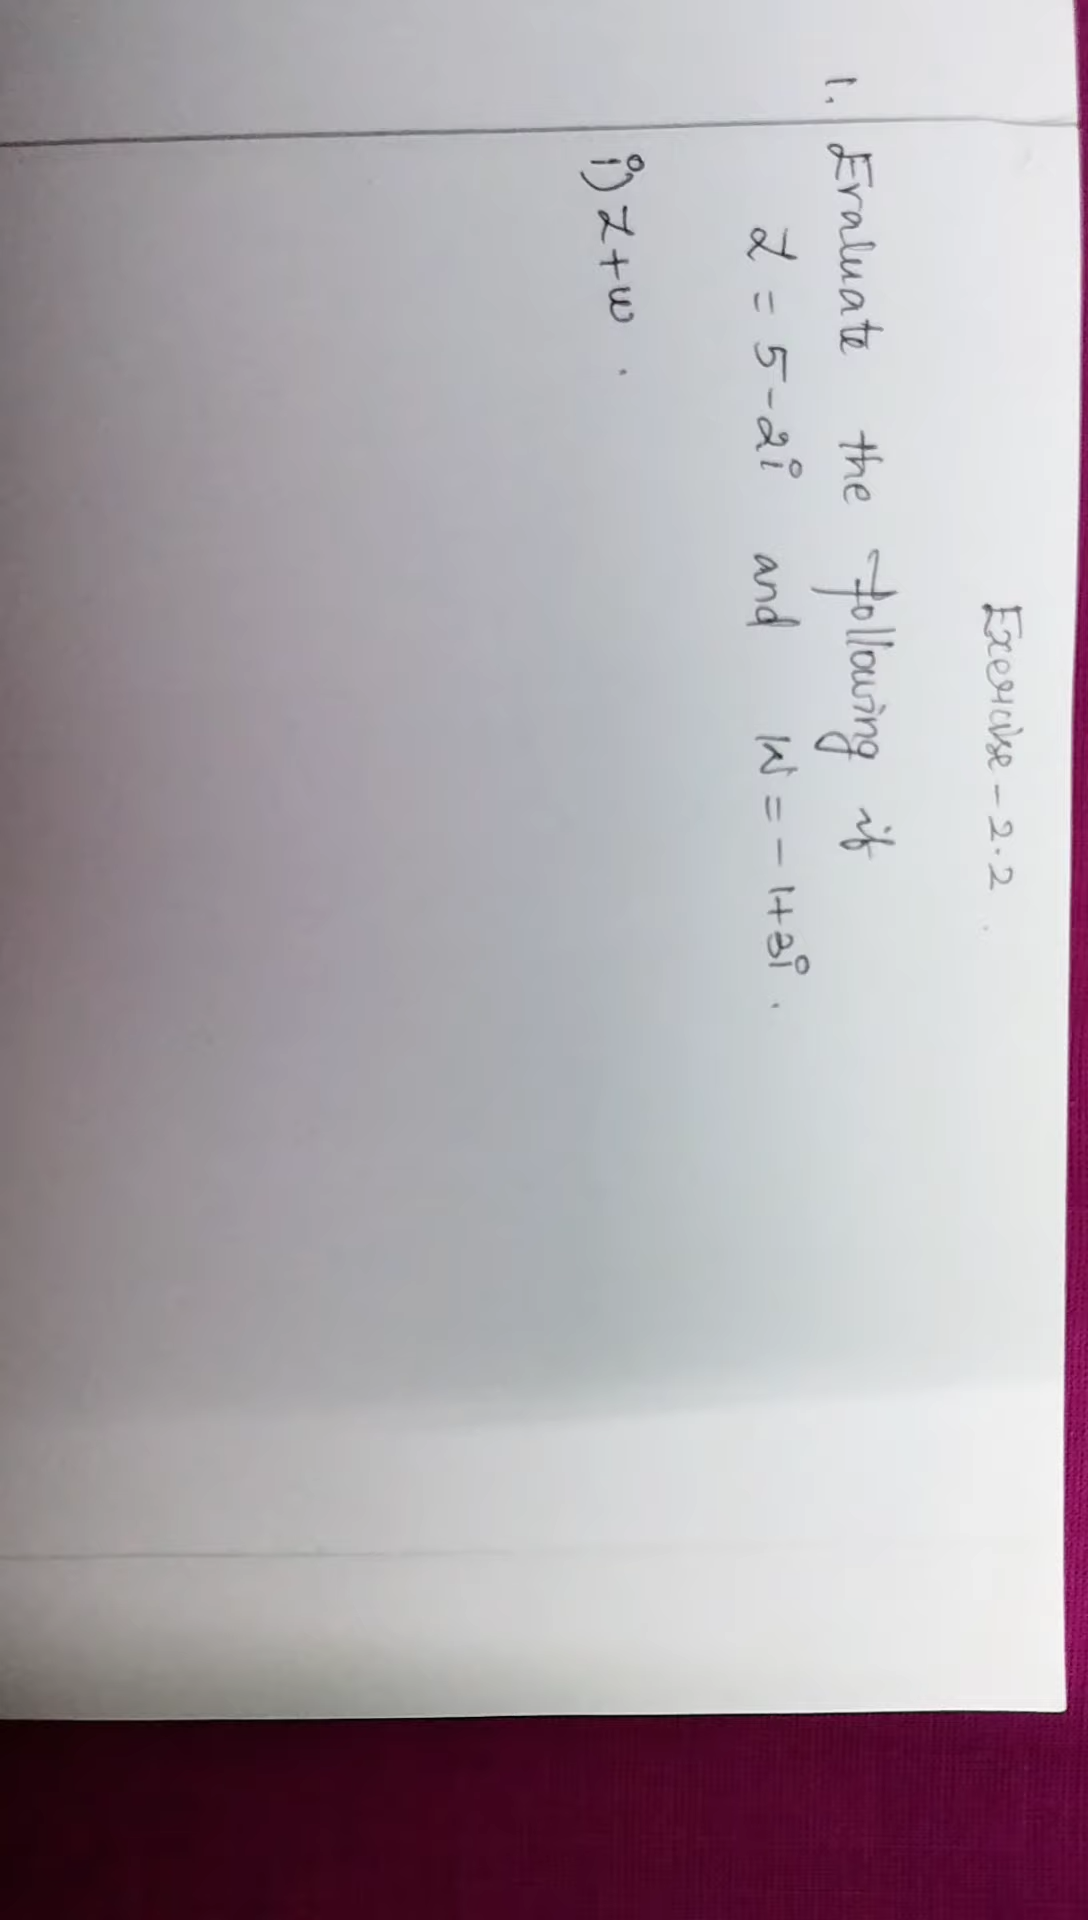 Exercise - 2.2.
1. Evaluate the following if
z = 5-2i and w = -1+3i.
i) z+w.